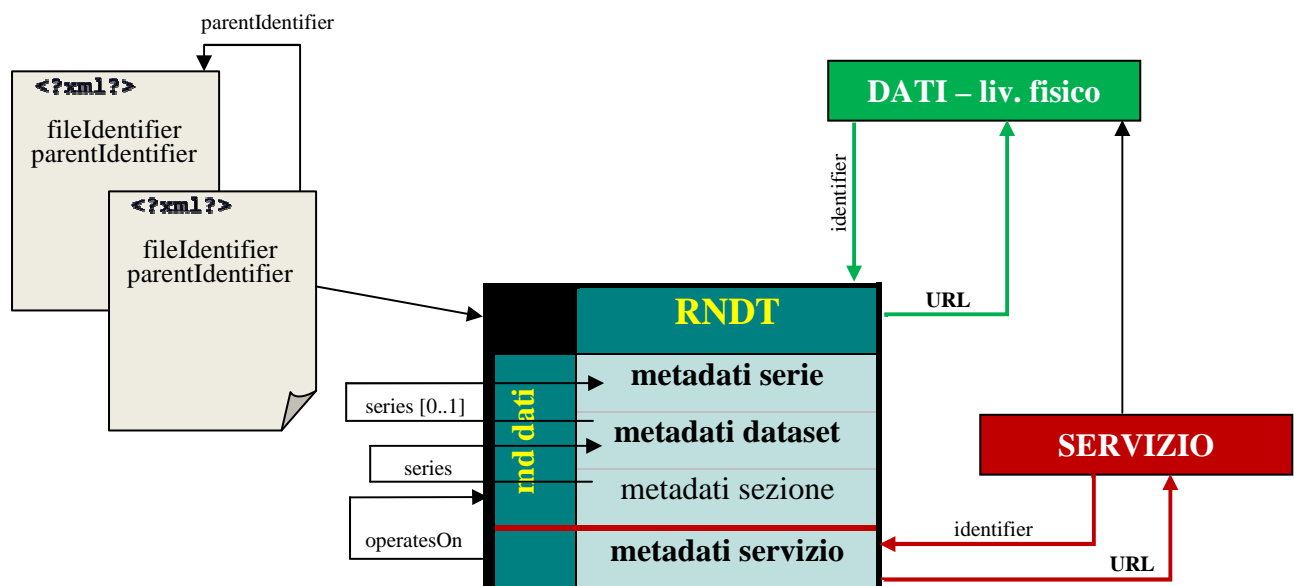 parentIdentifier
<?xml?>
fileIdentifier
parentIdentifier
<?xml?>
fileIdentifier
parentIdentifier
DATI – liv. fisico
identifier
URL
RNDT
md dati
metadati serie
series [0..1]
metadati dataset
series
metadati sezione
operatesOn
metadati servizio
SERVIZIO
identifier
URL